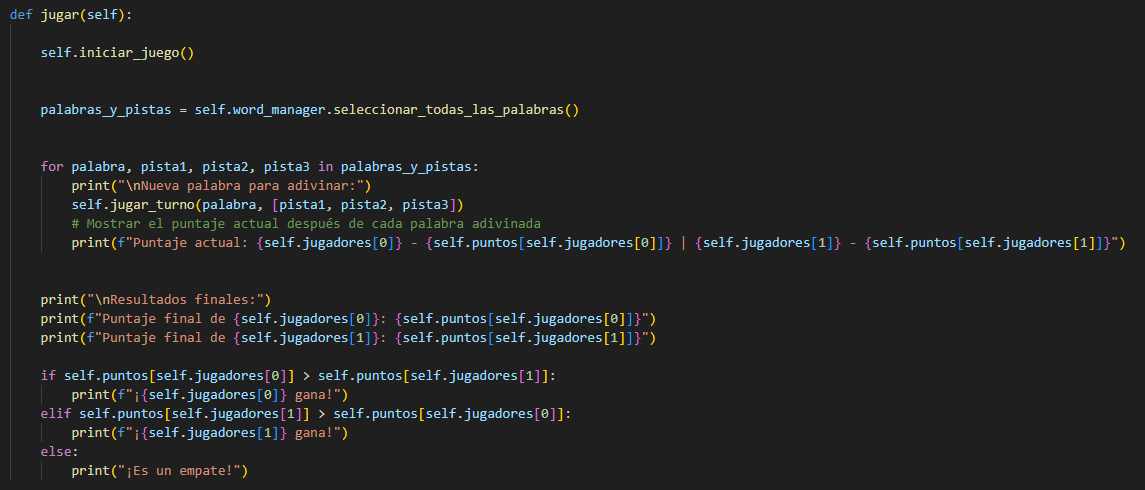 def jugar(self):
self.iniciar_juego()
palabras_y_pistas = self.word_manager.seleccionar_todas_las_palabras()
for palabra, pista1, pista2, pista3 in palabras_y_pistas:
print("\nNueva palabra para adivinar:")
self.jugar_turno(palabra, [pista1, pista2, pista3])
# Mostrar el puntaje actual después de cada palabra adivinada
print(f"Puntaje actual: {self.jugadores[0]} - {self.puntos[self.jugadores[0]]} | {self.jugadores[1]} - {self.puntos[self.jugadores[1]]}")
print("\nResultados finales:")
print(f"Puntaje final de {self.jugadores[0]}: {self.puntos[self.jugadores[0]]}")
print(f"Puntaje final de {self.jugadores[1]}: {self.puntos[self.jugadores[1]]}")
if self.puntos[self.jugadores[0]] > self.puntos[self.jugadores[1]]:
print(f"¡{self.jugadores[0]} gana!")
elif self.puntos[self.jugadores[1]] > self.puntos[self.jugadores[0]]:
print(f"¡{self.jugadores[1]} gana!")
else:
print("¡Es un empate!")